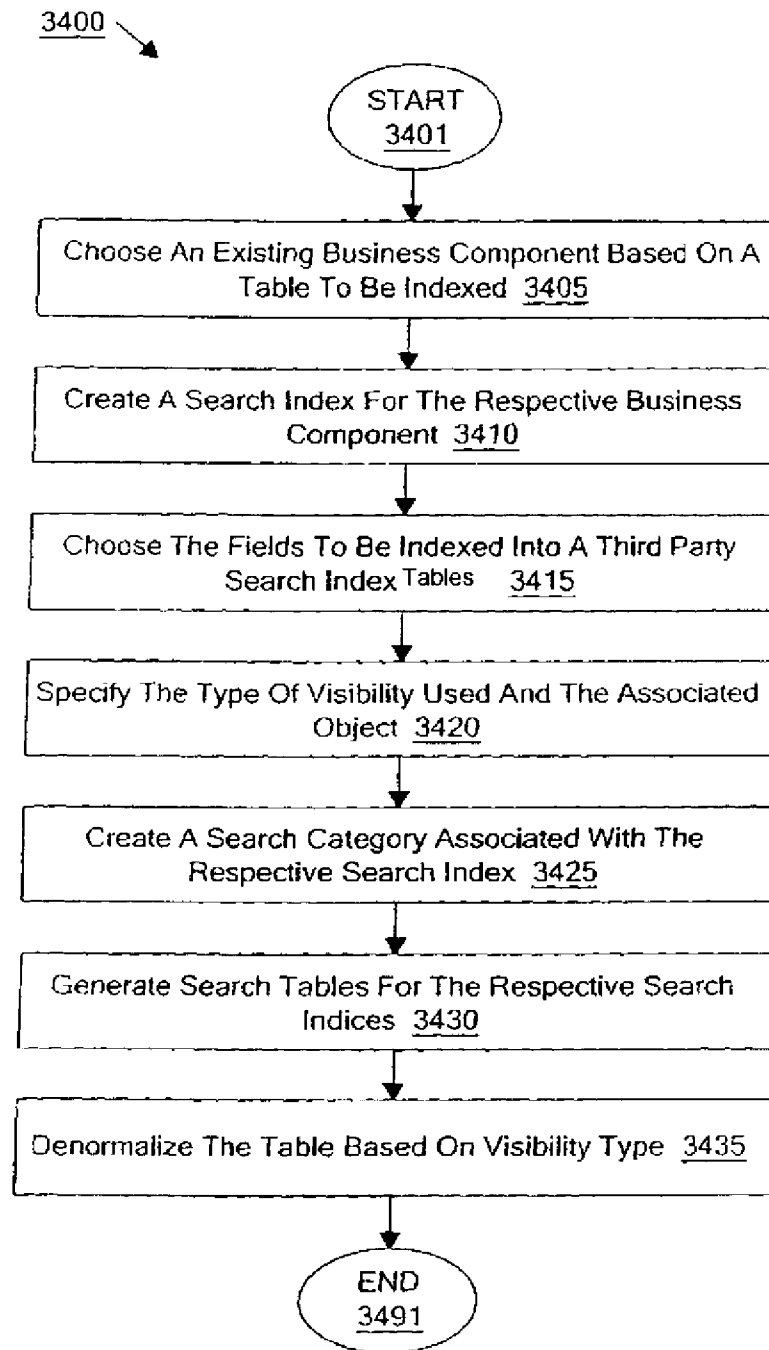 3400
START
3401
Choose An Existing Business Component Based On A
Table To Be Indexed 3405
Create A Search Index For The Respective Business
Component 3410
Choose The Fields To Be Indexed Into A Third Party
Search Index Tables 3415
Specify The Type Of Visibility Used And The Associated
Object 3420
Create A Search Category Associated With The
Respective Search Index 3425
Generate Search Tables For The Respective Search
Indices 3430
Denormalize The Table Based On Visibility Type 3435
END
3491